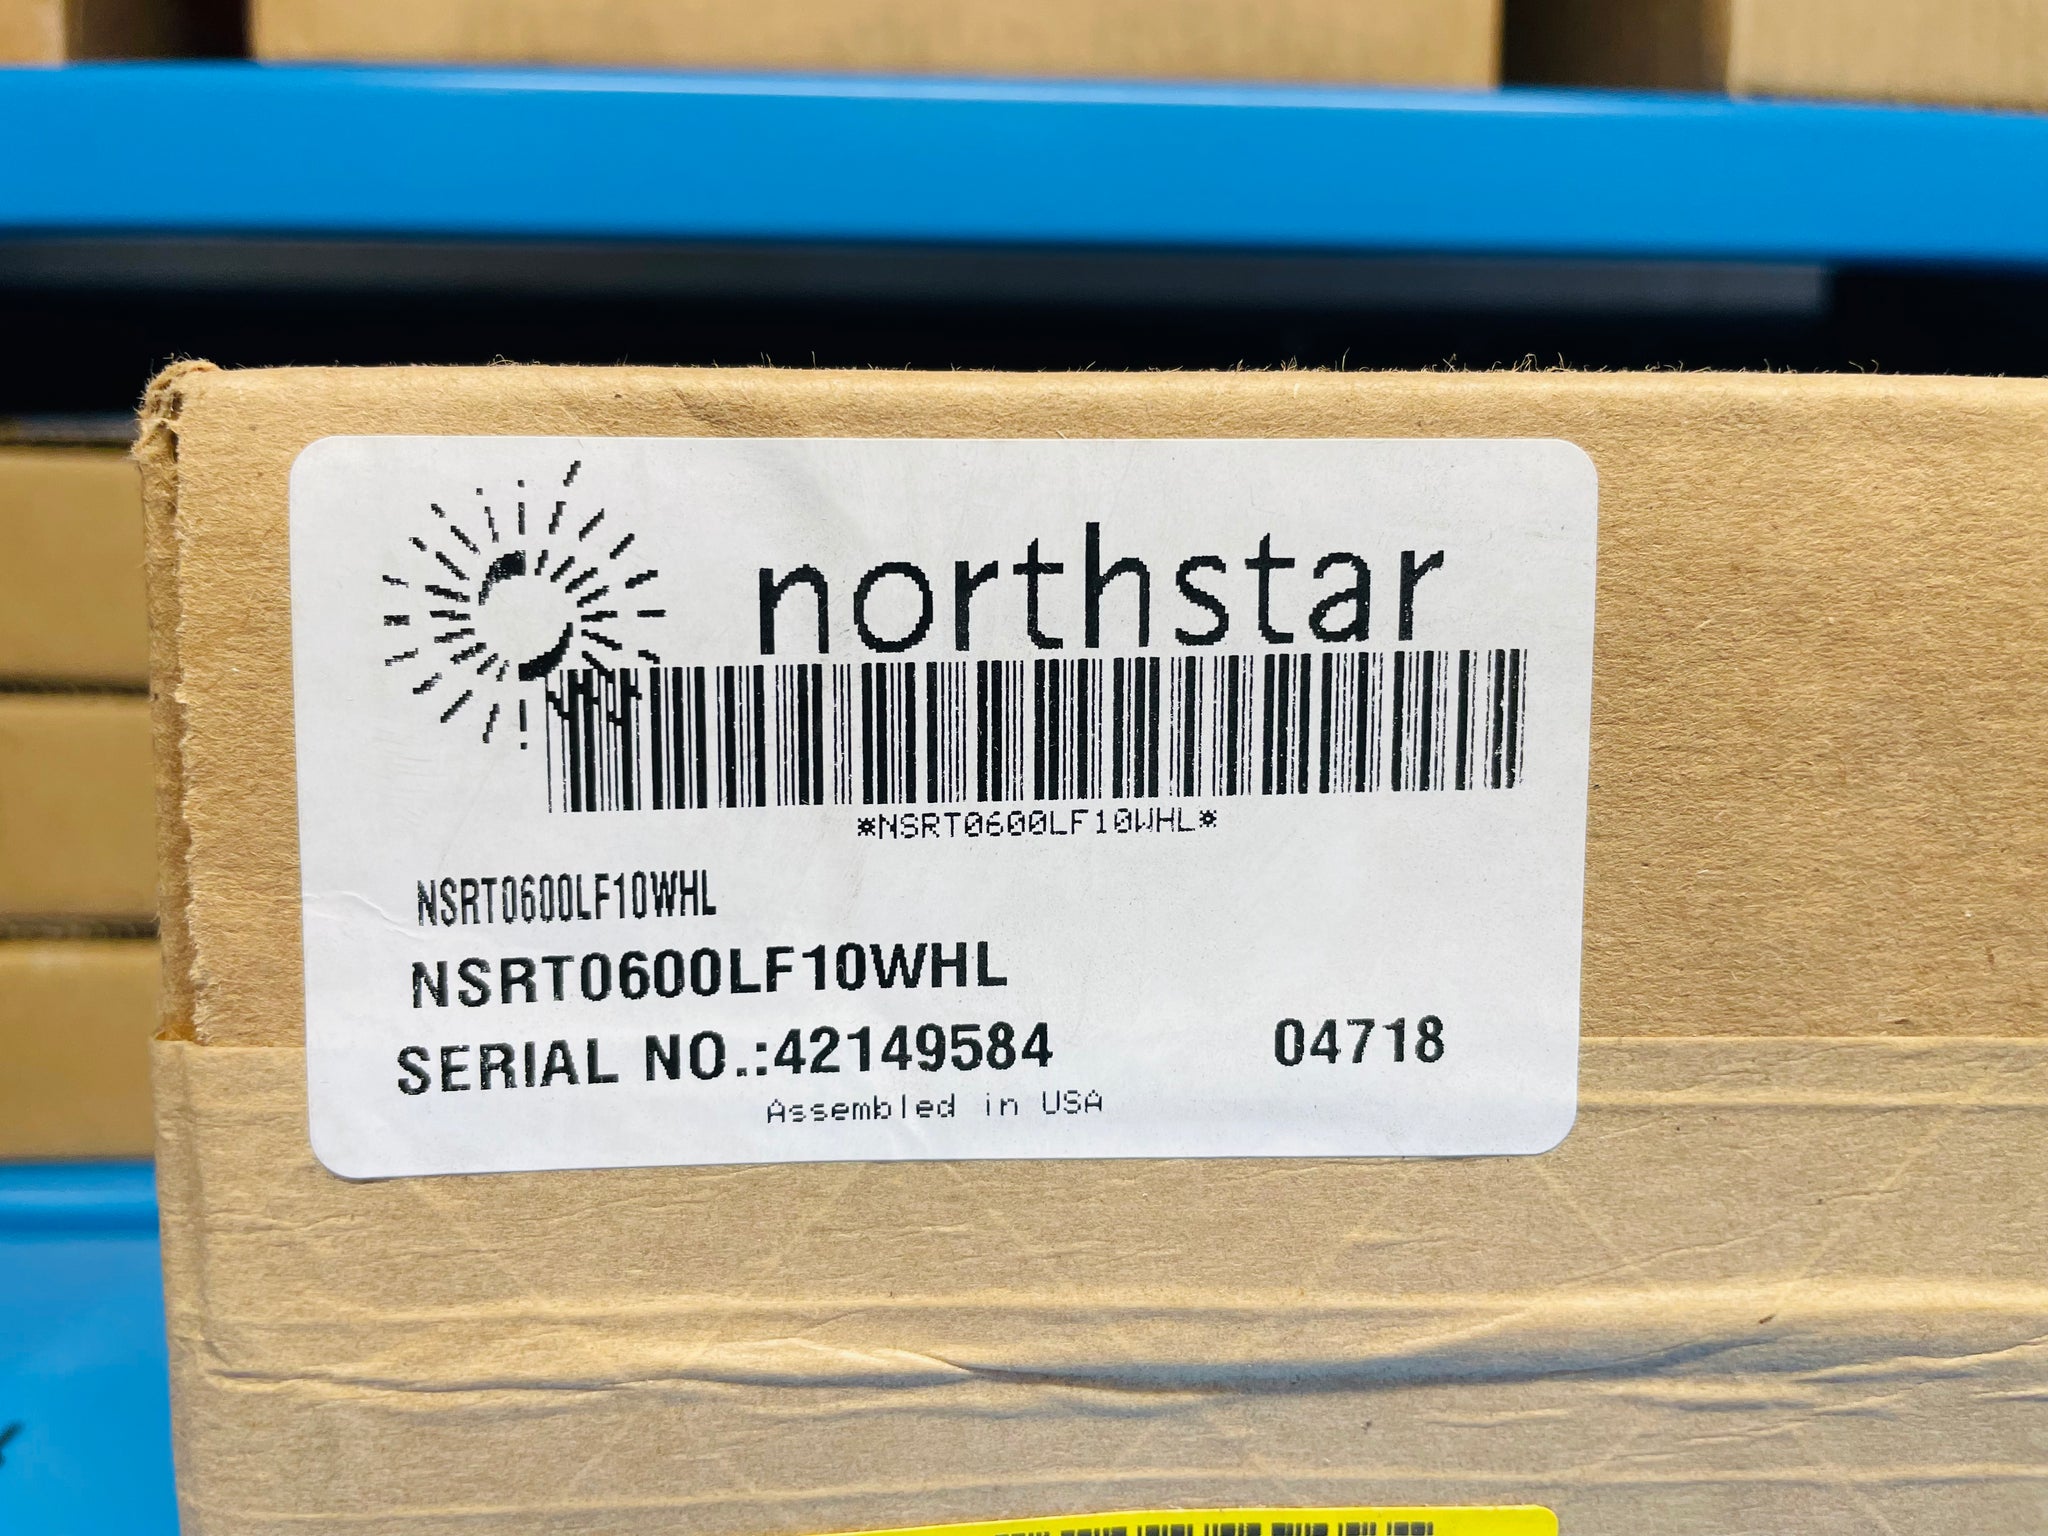 northstar
*NSRT0600LF10WHL*
NSRT0600LF10WHL
NSRT0600LF10WHL
SERIAL NO.:42149584 04718
Assembled in USA